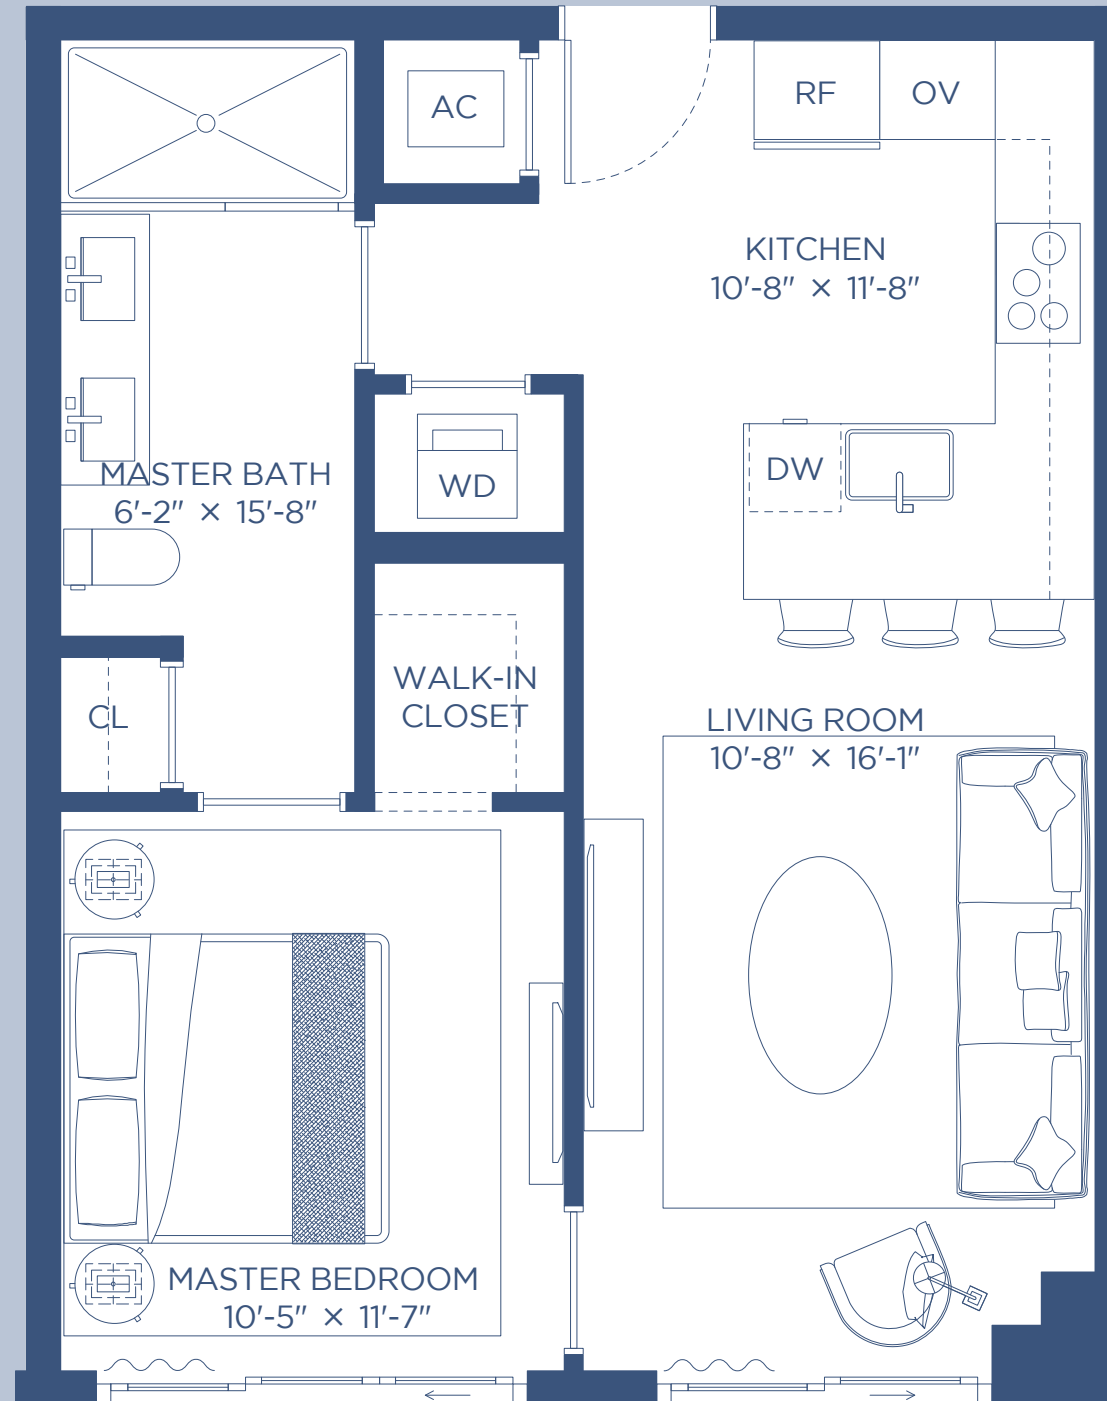 AC
RF
OV
KITCHEN
10'-8" × 11'-8"
MASTER BATH
6'-2" × 15'-8"
WD
DW
WALK-IN
CLOSET
CL
LIVING ROOM
10'-8" × 16'-1"
MASTER BEDROOM
10'-5" × 11'-7"